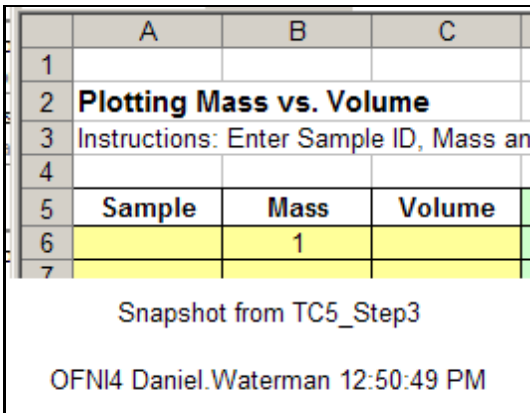 A B C
1
2 Plotting Mass vs. Volume
3 Instructions: Enter Sample ID, Mass an
4
5 Sample Mass Volume
6 1
7
Snapshot from TC5_Step3
OFNI4 Daniel.Waterman 12:50:49 PM